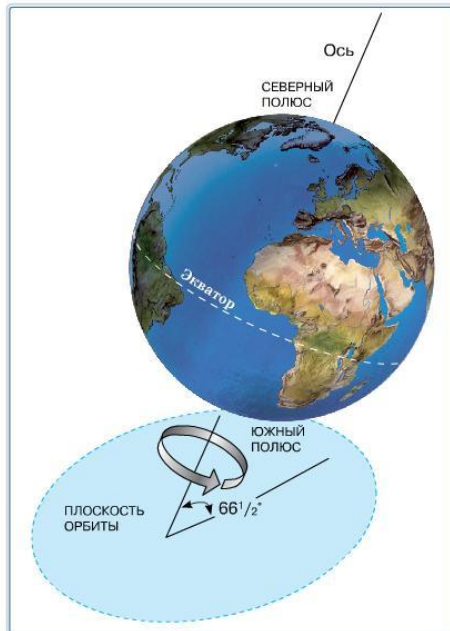 Ось
СЕВЕРНЫЙ
ПОЛЮС
Экватор
ЮЖНЫЙ
ПОЛЮС
ПЛОСКОСТЬ
ОРБИТЫ
66¹/₂°